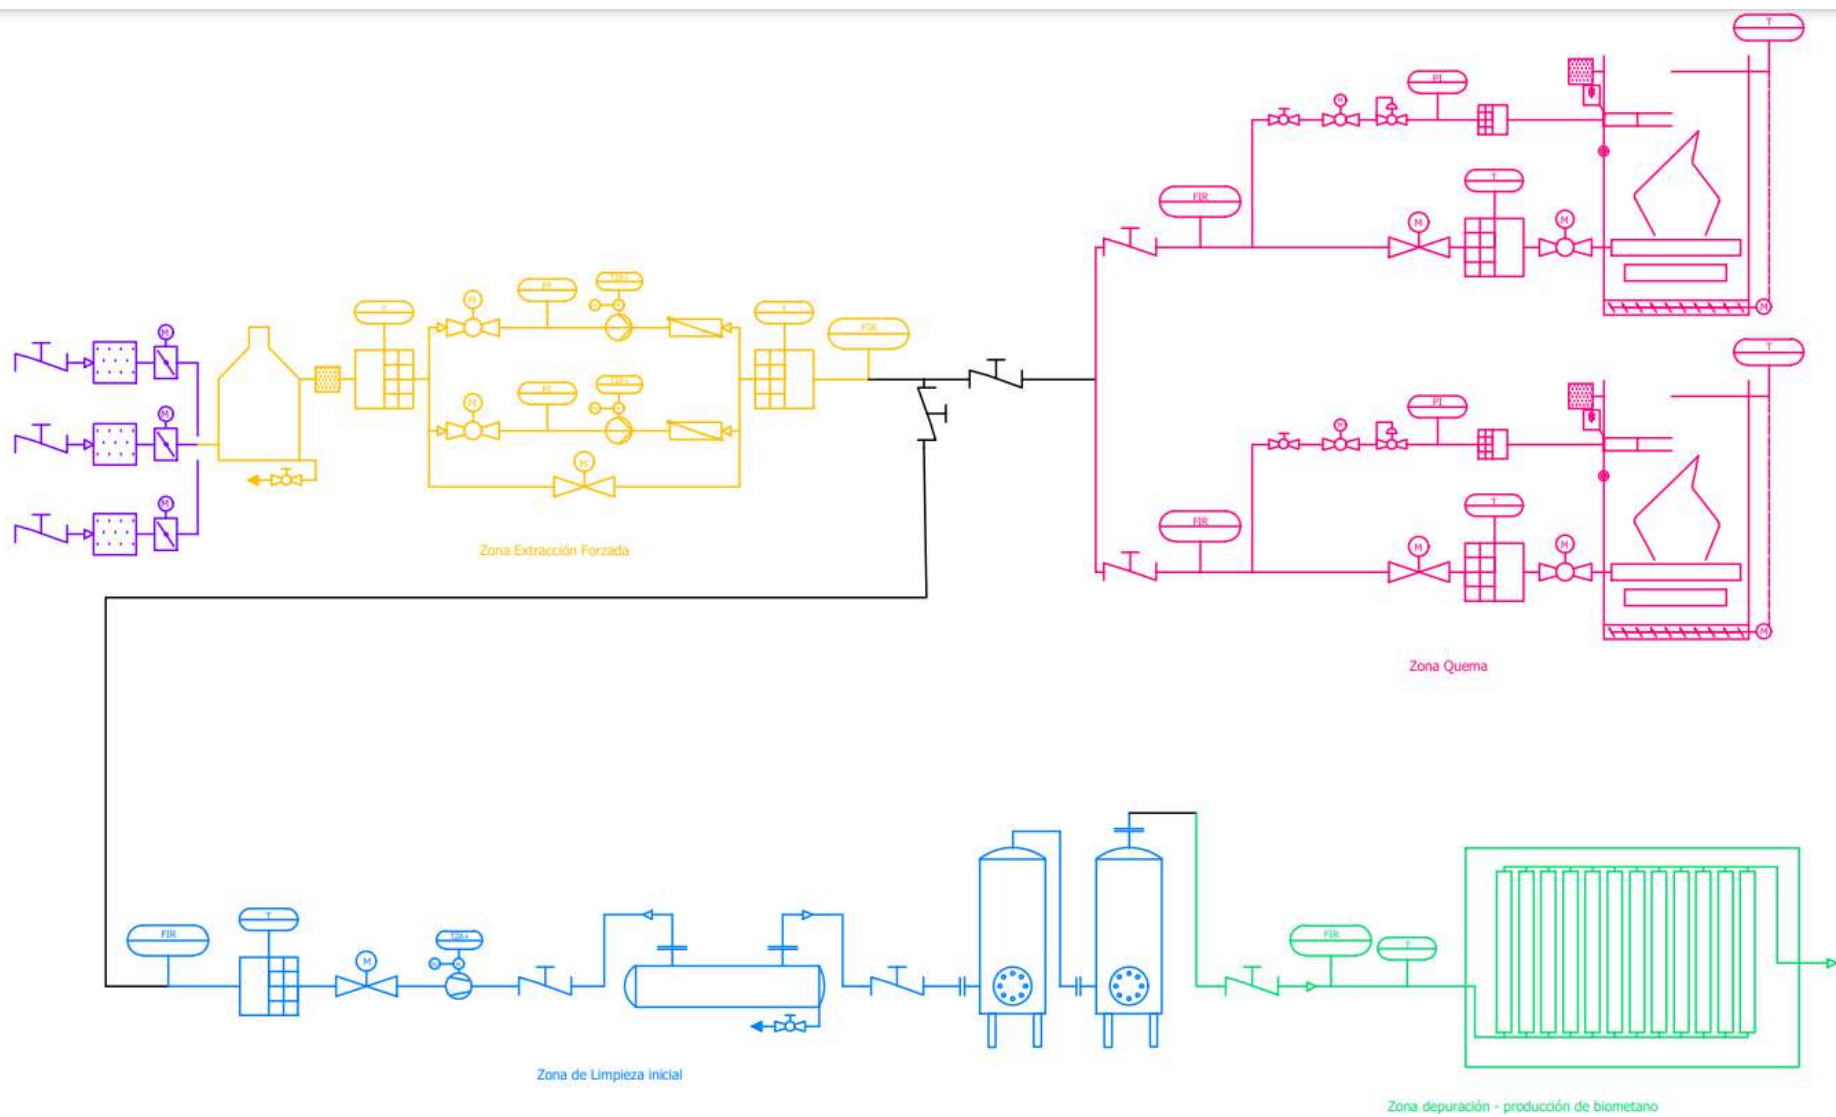 T
PI
T
FIR
M
M
M
T
PI
T
FIR
M
M
M
Zona Quema
M
M
M
T
M
PI
T
FIR
M
PI
M
Zona Extracción Forzada
FIR
T
M
Zona de Limpieza inicial
FIR
T
Zona depuración - producción de biometano